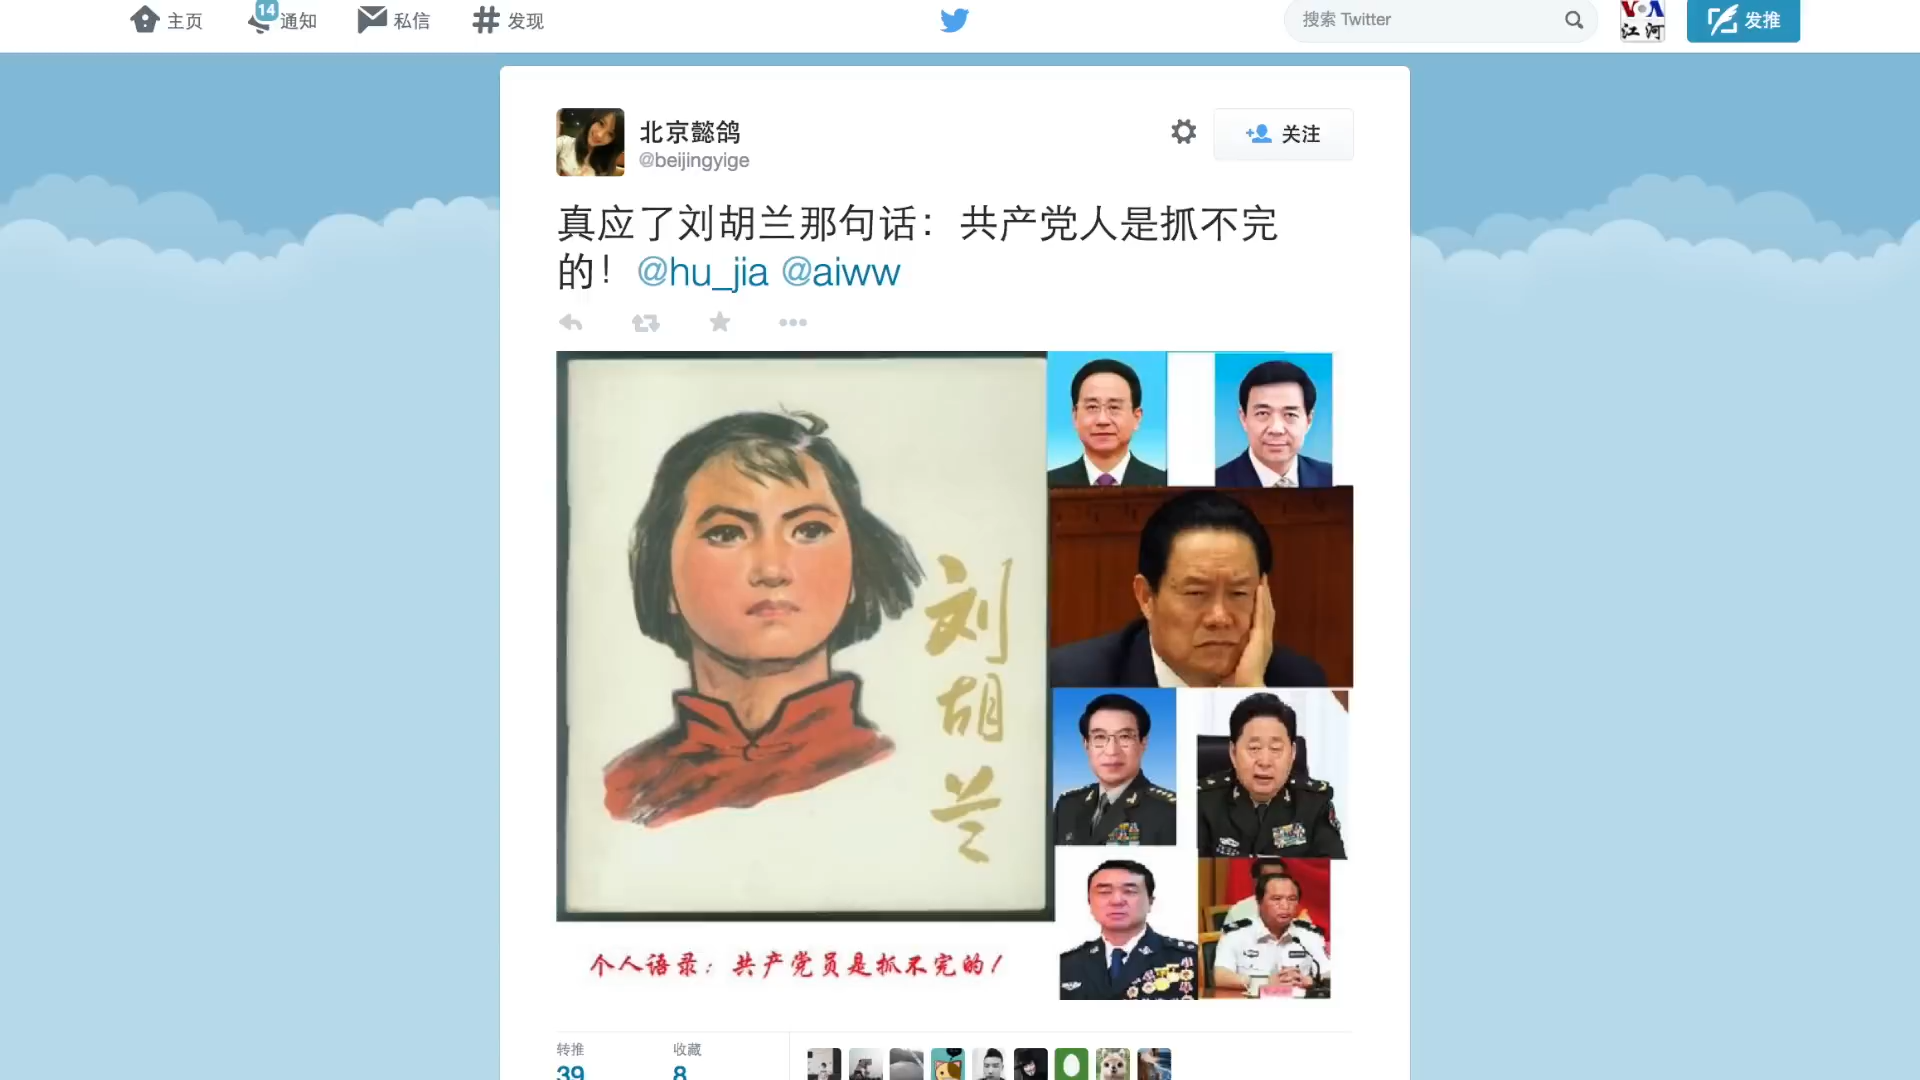 主页
14
通知
私信
发现
搜索 Twitter
VOA
江河
发推
北京懿鸽
@beijingyige
关注
真应了刘胡兰那句话：共产党人是抓不完
的！ @hu_jia @aiww
刘胡兰
个人语录：共产党员是抓不完的！
转推
收藏
39
8